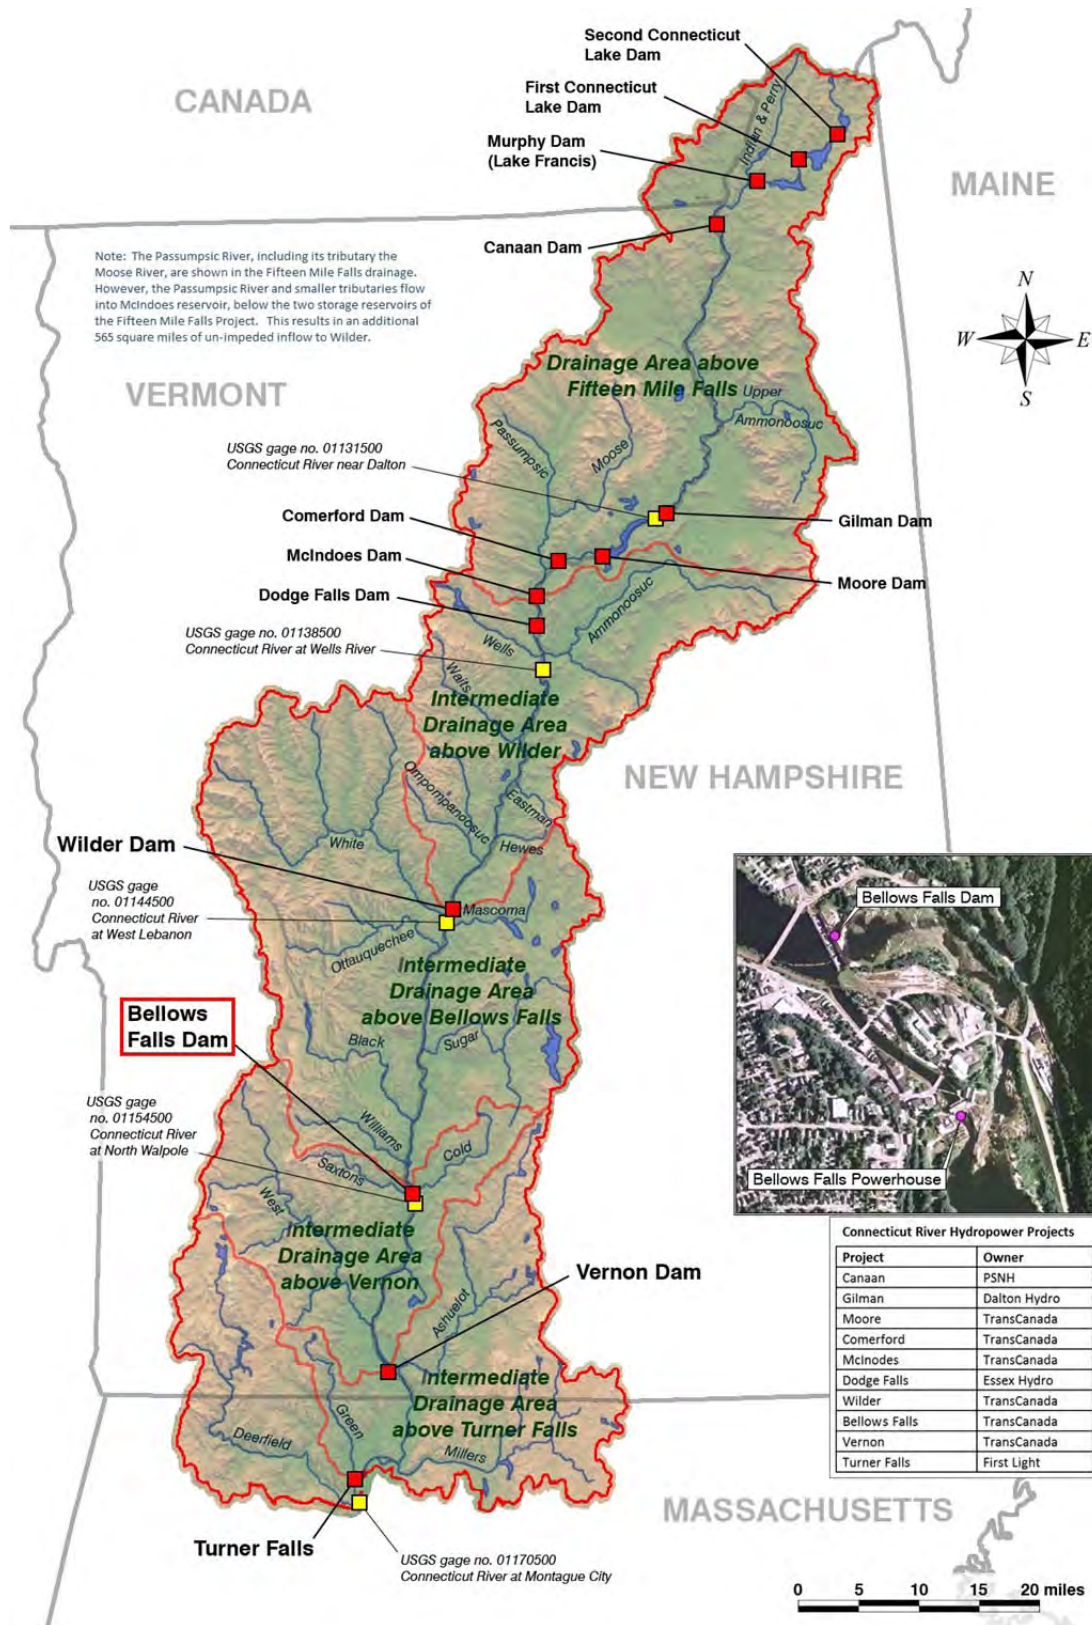 Second Connecticut
Lake Dam
First Connecticut
Lake Dam
Murphy Dam
(Lake Francis)
Indian & Perry
CANADA
MAINE
Canaan Dam
Note: The Passumpsic River, including its tributary the
Moose River, are shown in the Fifteen Mile Falls drainage.
However, the Passumpsic River and smaller tributaries flow
into McIndoes reservoir, below the two storage reservoirs of
the Fifteen Mile Falls Project. This results in an additional
565 square miles of un-impeded inflow to Wilder.
N
W
E
S
VERMONT
Drainage Area above
Fifteen Mile Falls
Upper
Ammonoosuc
Passumpsic
Moose
USGS gage no. 01131500
Connecticut River near Dalton
Comerford Dam
Gilman Dam
McIndoes Dam
Moore Dam
Dodge Falls Dam
Ammonoosuc
USGS gage no. 01138500
Connecticut River at Wells River
Wells
Waits
Intermediate
Drainage Area
above Wilder
NEW HAMPSHIRE
Ompompanoosuc
Eastman
Hewes
White
Wilder Dam
USGS gage
no. 01144500
Connecticut River
at West Lebanon
Mascoma
Ottauquechee
Intermediate
Drainage Area
above Bellows Falls
Bellows
Falls Dam
Black
Sugar
USGS gage
no. 01154500
Connecticut River
at North Walpole
Williams
Saxtons
Cold
West
Intermediate
Drainage Area
above Vernon
Vernon Dam
Ashuelot
Intermediate
Drainage Area
above Turner Falls
Green
Deerfield
Millers
Turner Falls
USGS gage no. 01170500
Connecticut River at Montague City
MASSACHUSETTS
Bellows Falls Dam
Bellows Falls Powerhouse
Connecticut River Hydropower Projects
Project Owner
Canaan PSNH
Gilman Dalton Hydro
Moore TransCanada
Comerford TransCanada
McInodes TransCanada
Dodge Falls Essex Hydro
Wilder TransCanada
Bellows Falls TransCanada
Vernon TransCanada
Turner Falls First Light
0 5 10 15 20 miles